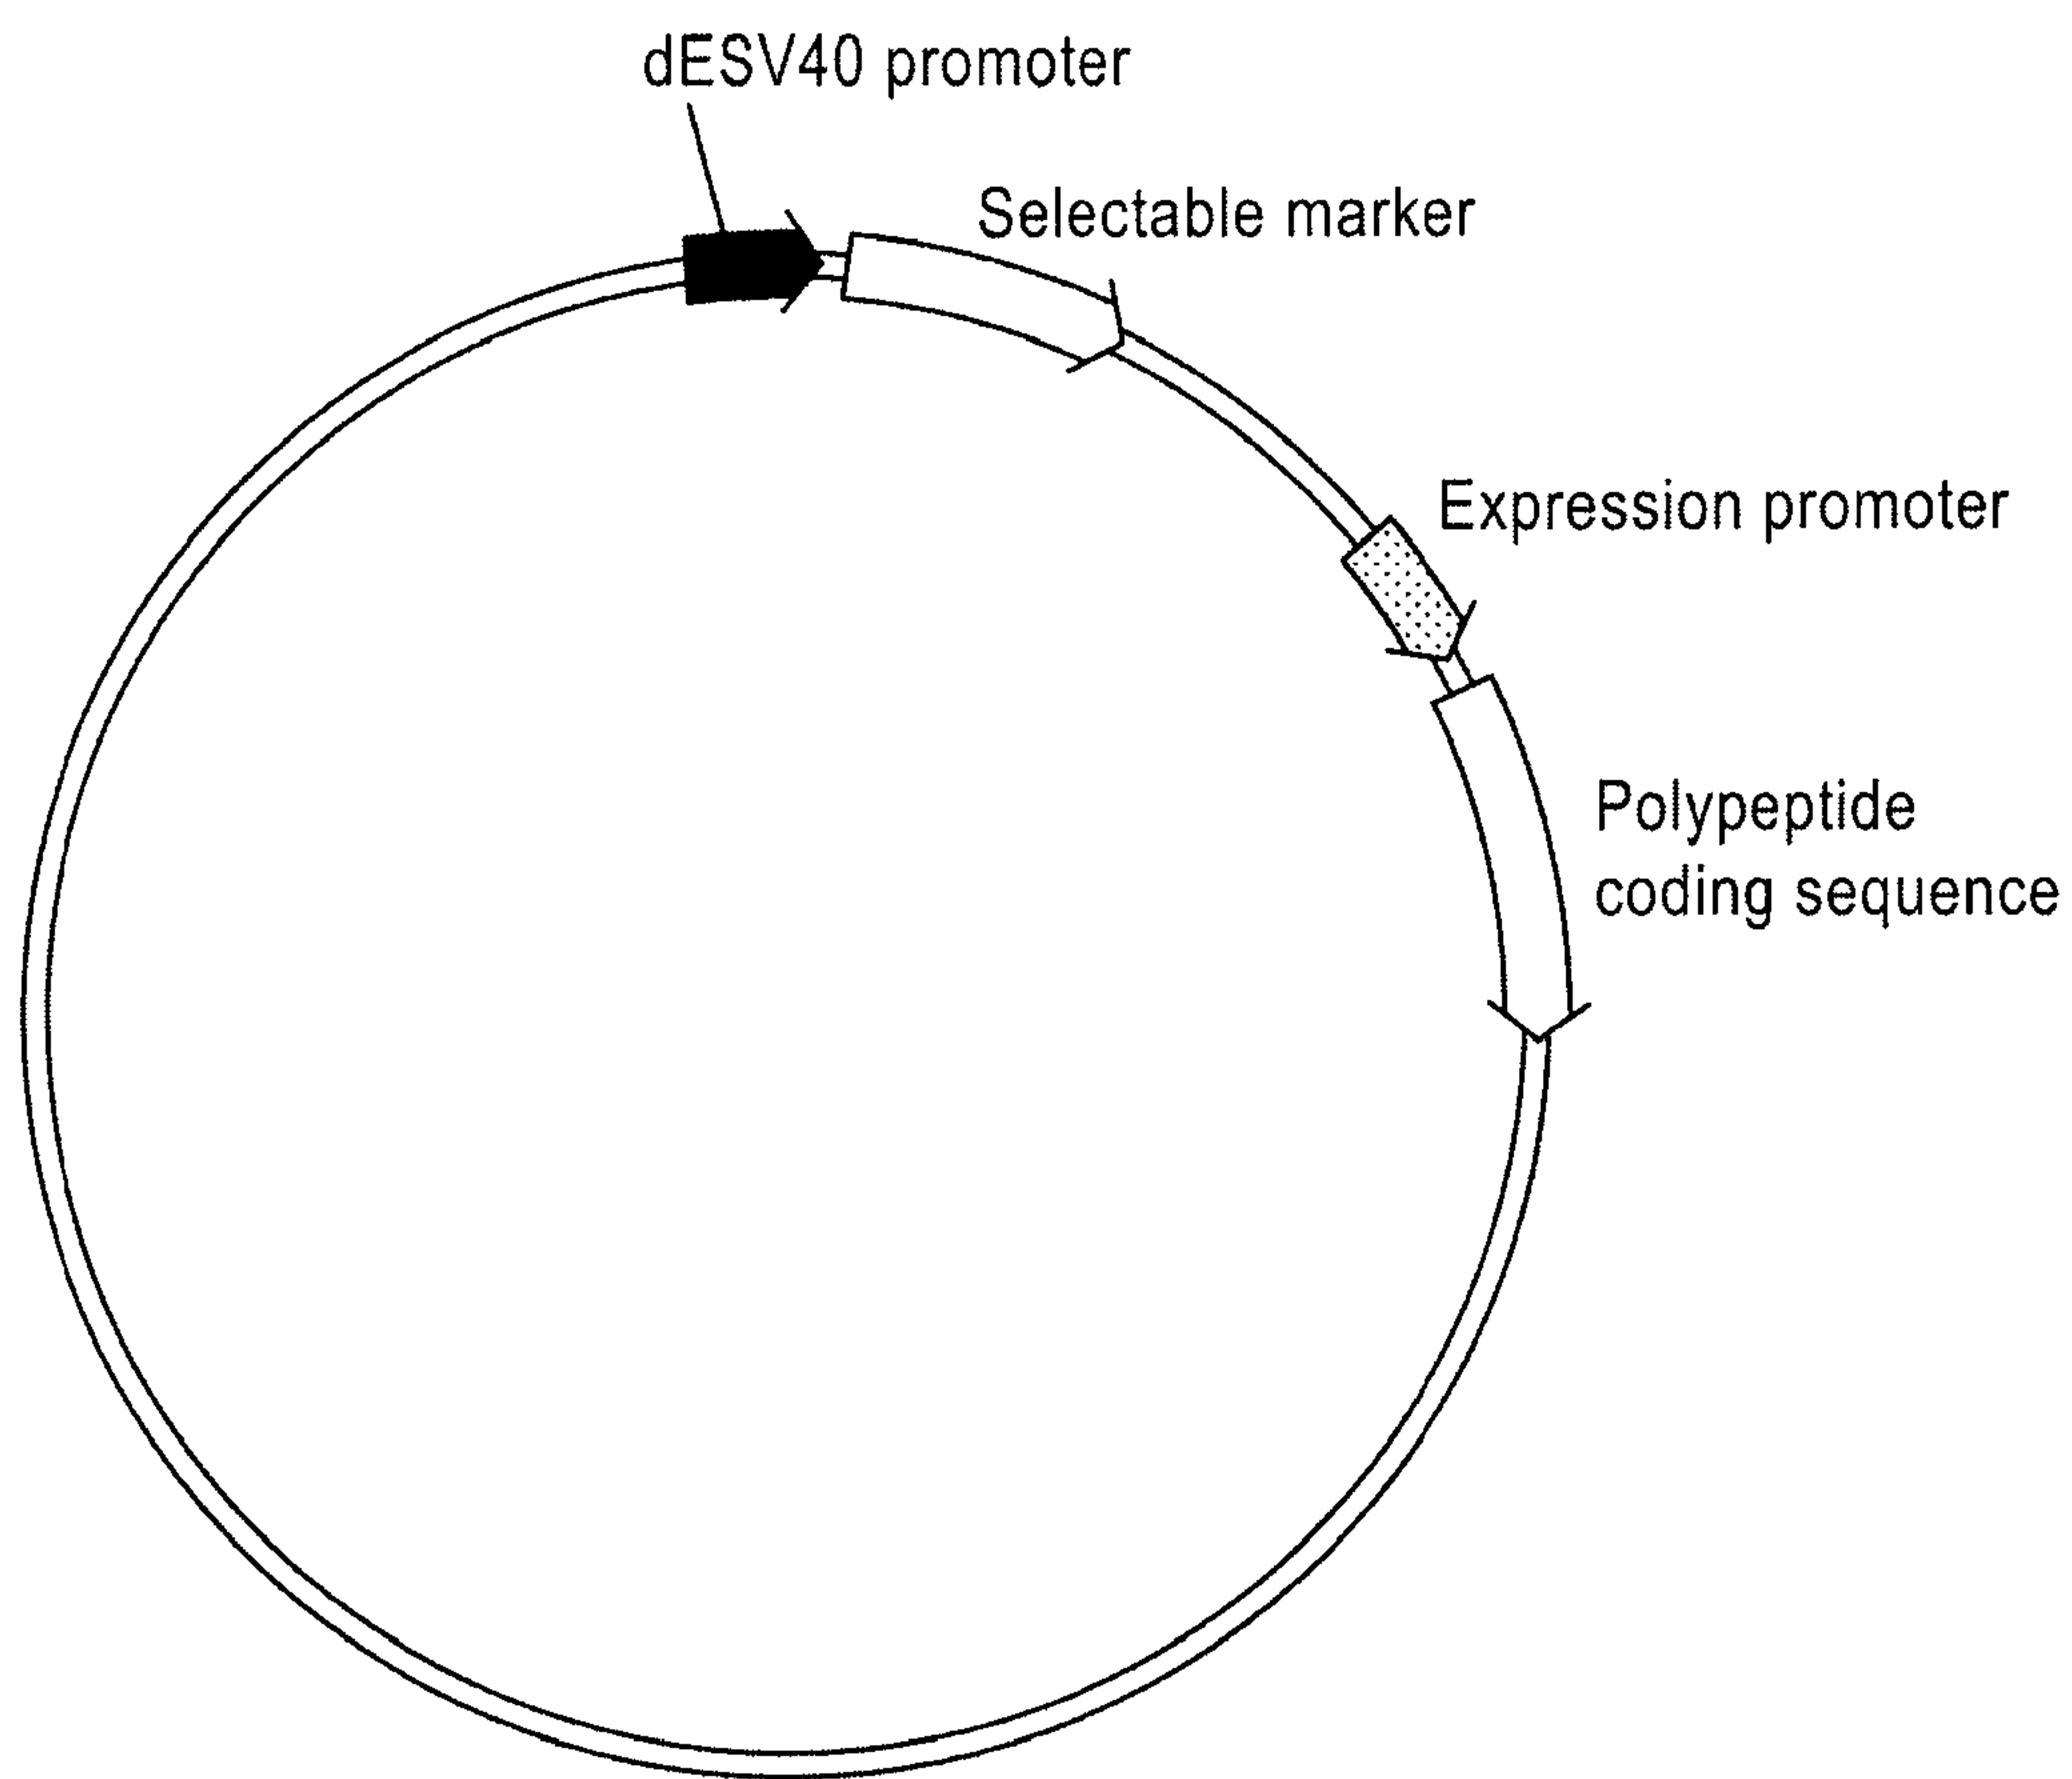 dESV40 promoter
Selectable marker
Expression promoter
Polypeptide
coding sequence